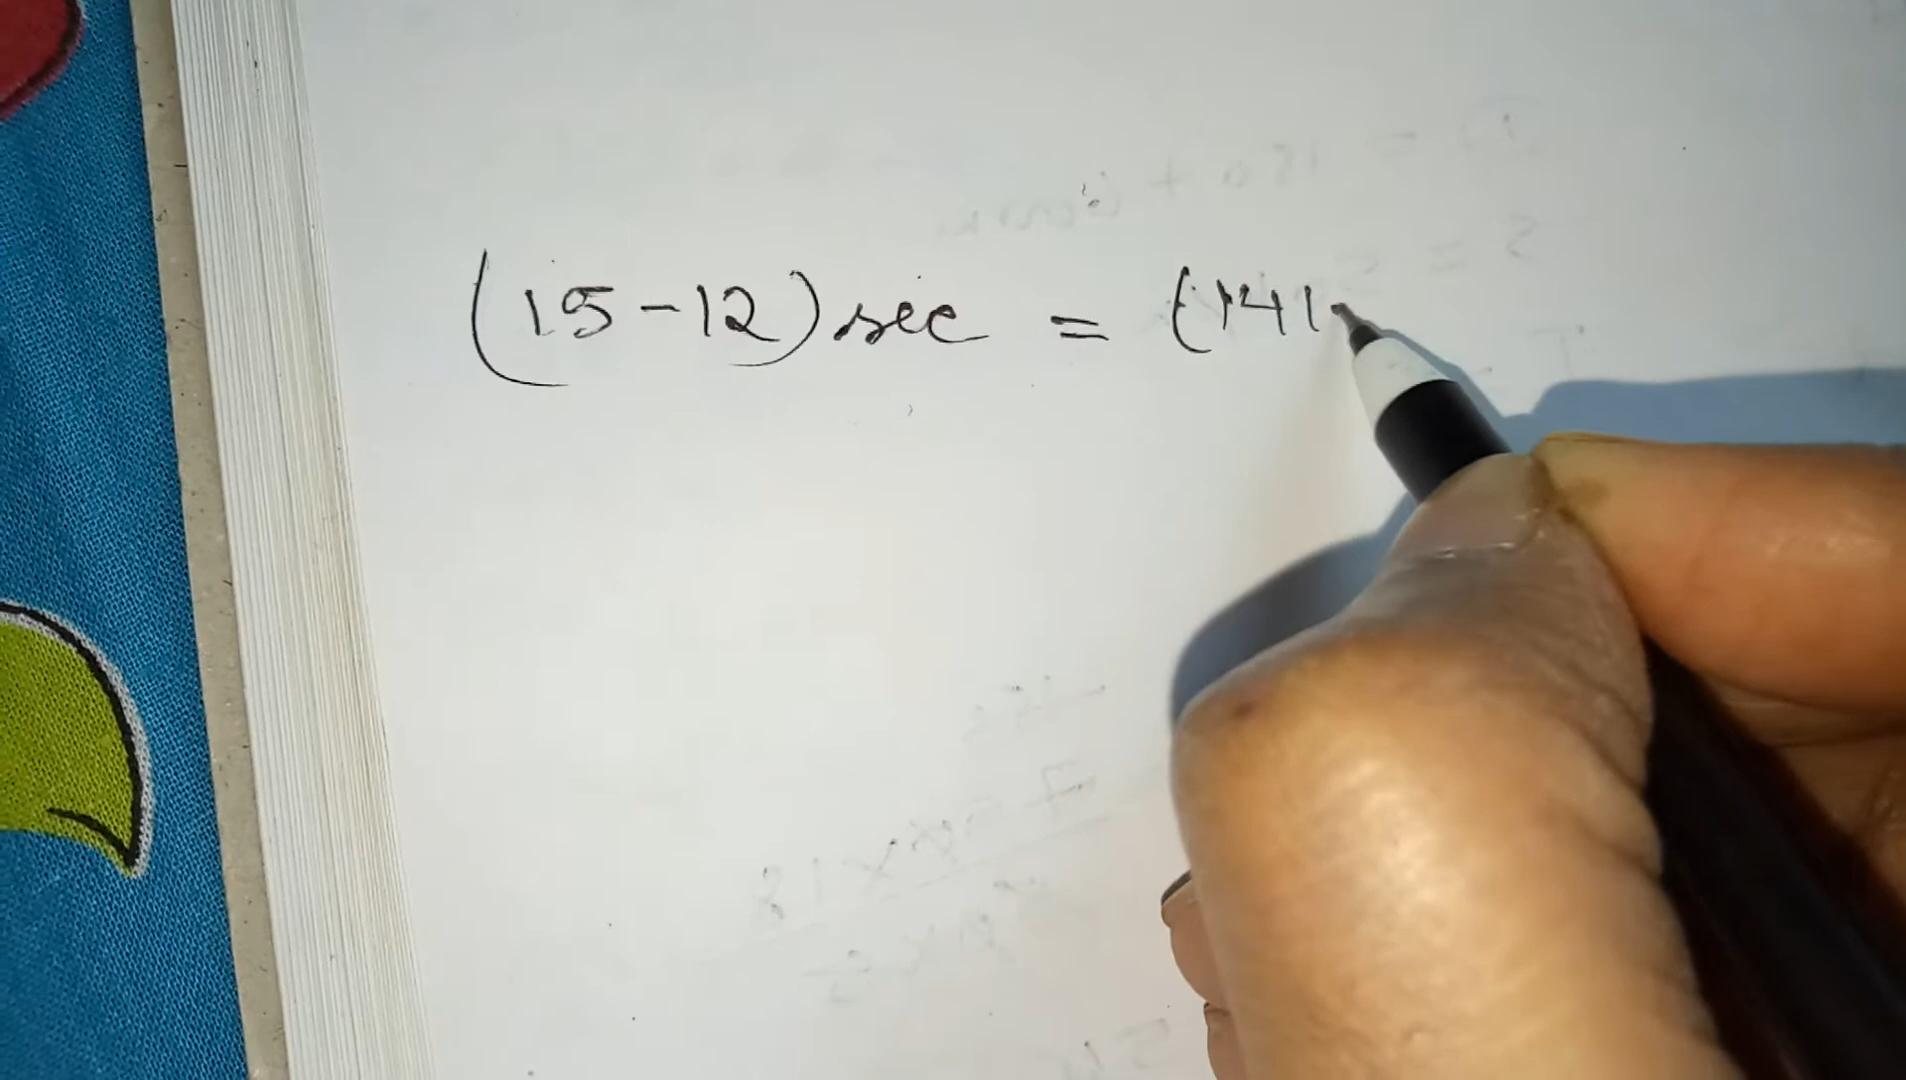 (15-12) sec = (141